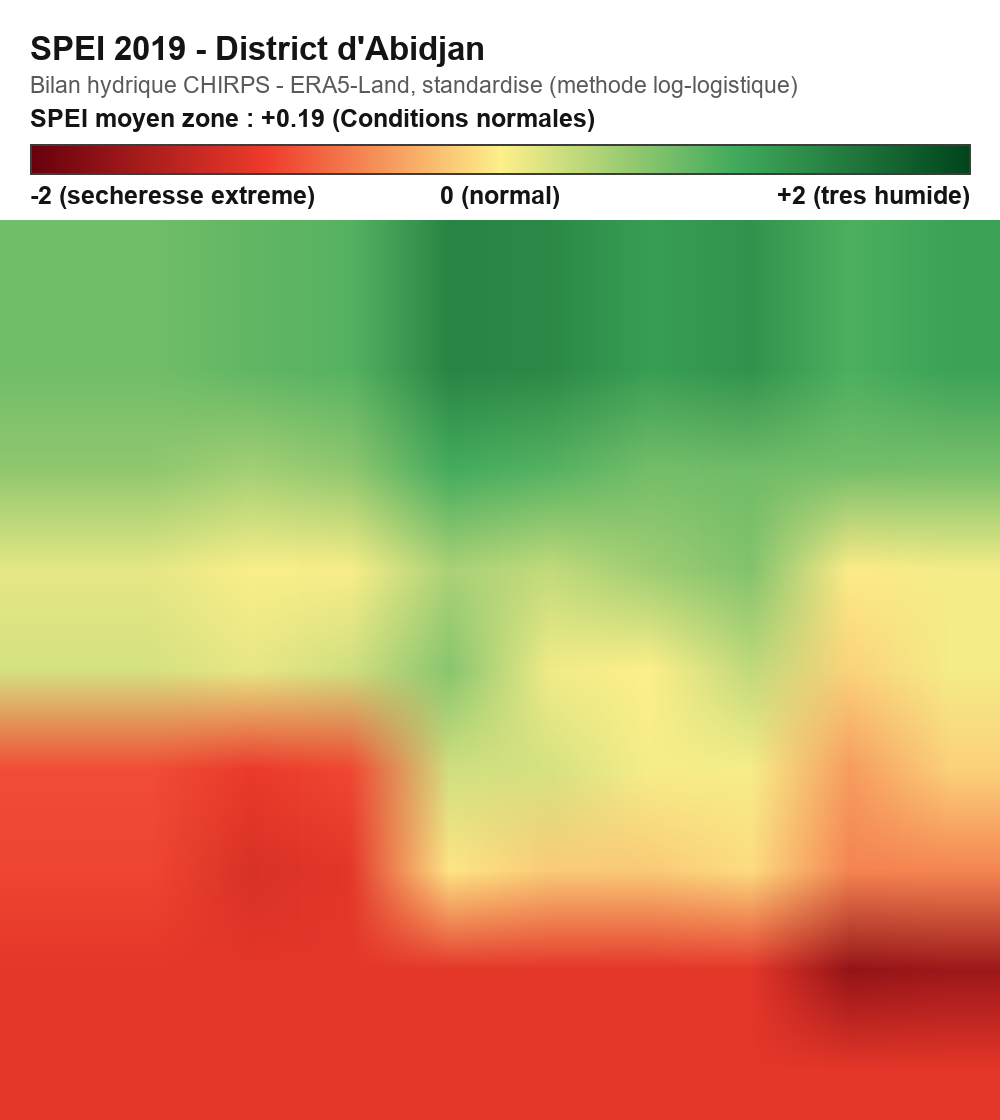 SPEI 2019 - District d'Abidjan
Bilan hydrique CHIRPS - ERA5-Land, standardise (methode log-logistique)
SPEI moyen zone : +0.19 (Conditions normales)
-2 (secheresse extreme) 0 (normal) +2 (tres humide)